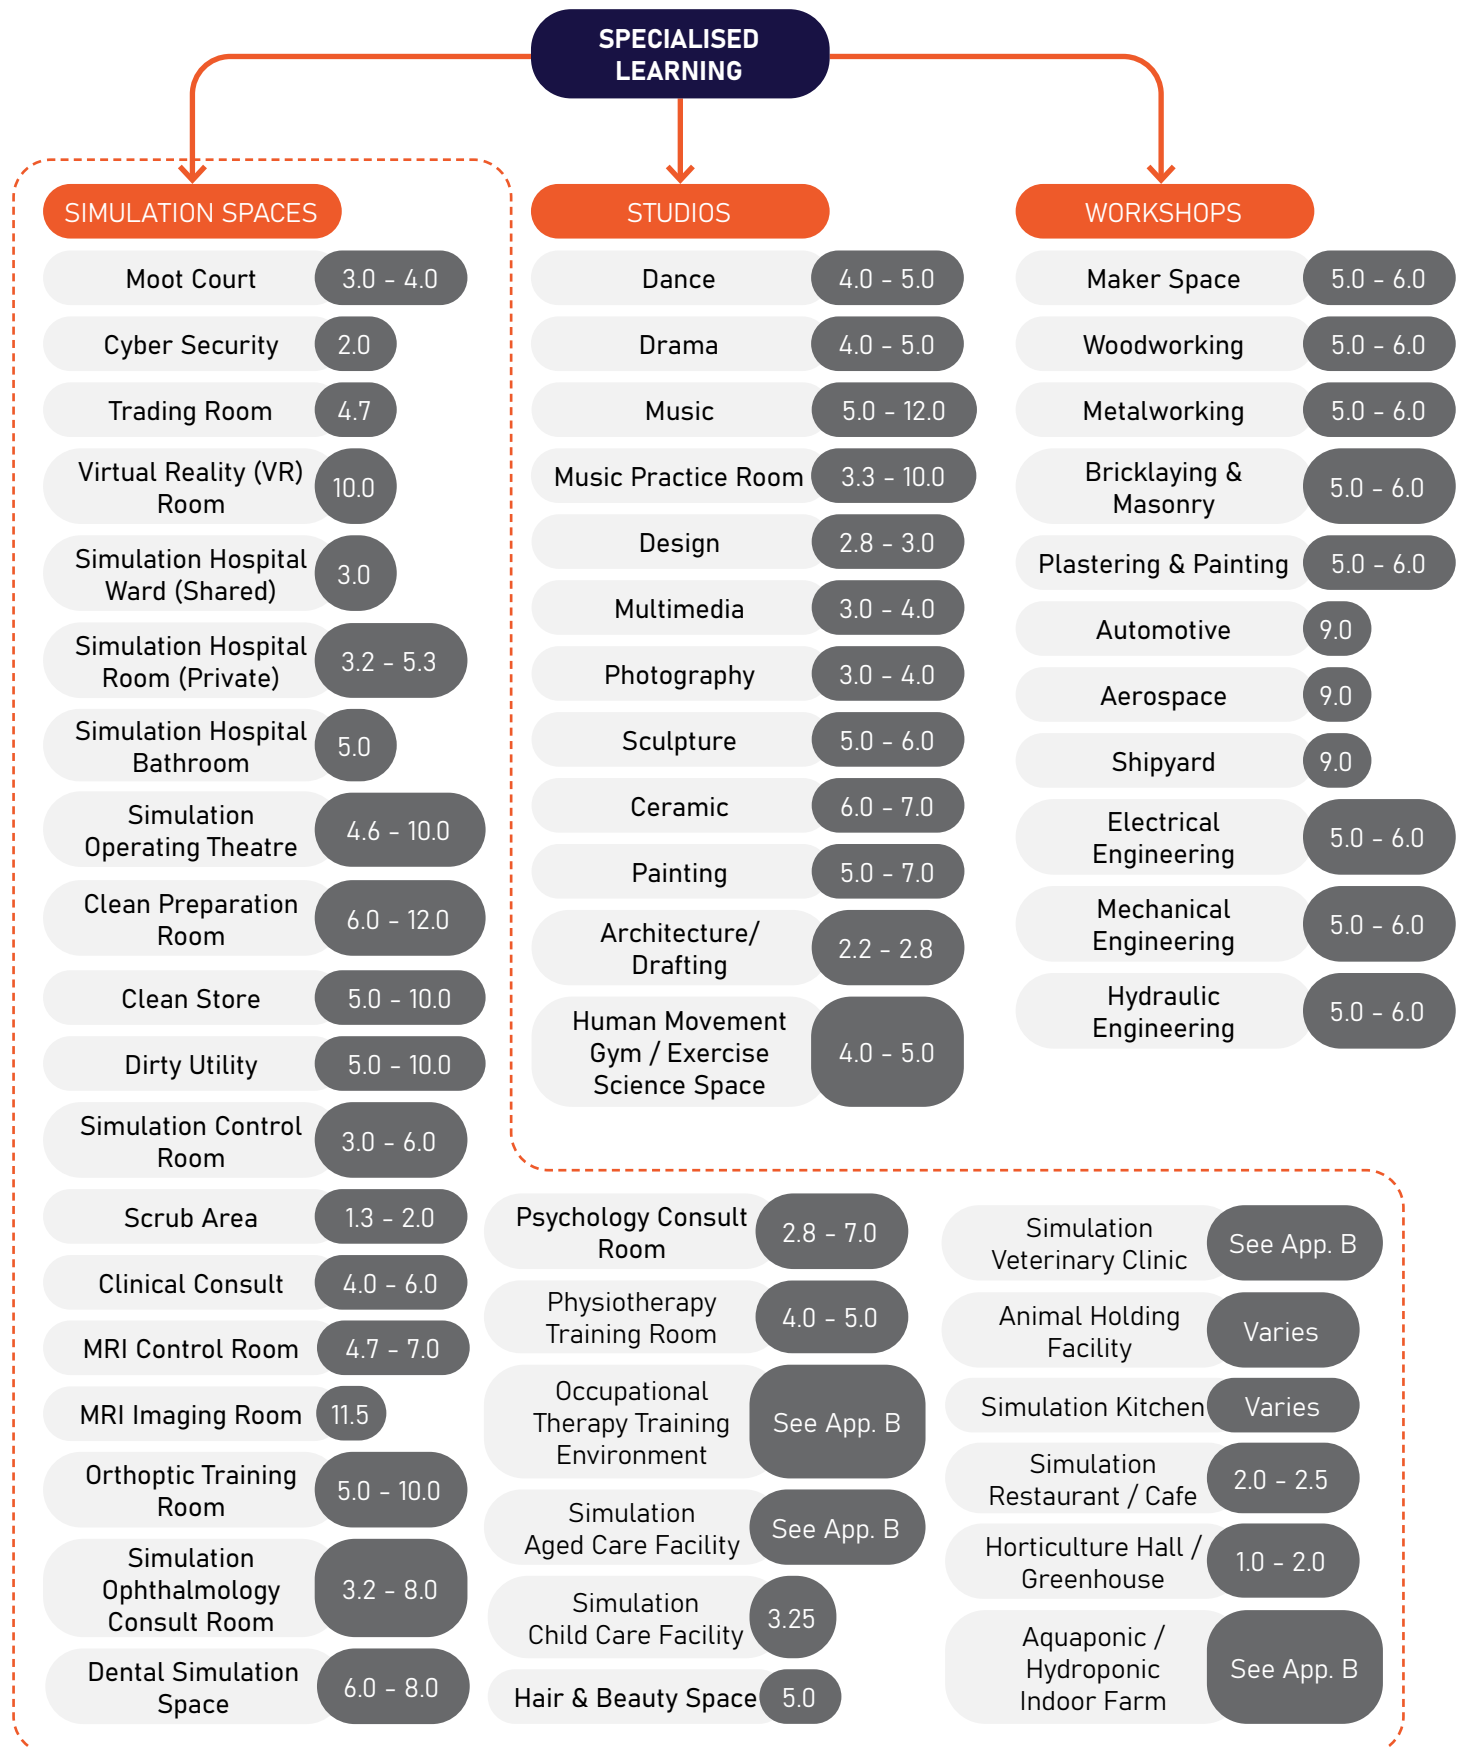 SPECIALISED
LEARNING
SIMULATION SPACES
Moot Court 3.0 - 4.0
Cyber Security 2.0
Trading Room 4.7
Virtual Reality (VR)
Room
10.0
Simulation Hospital
Ward (Shared)
3.0
Simulation Hospital
Room (Private)
3.2 - 5.3
Simulation Hospital
Bathroom
5.0
Simulation
Operating Theatre
4.6 - 10.0
Clean Preparation
Room
6.0 - 12.0
Clean Store 5.0 - 10.0
Dirty Utility 5.0 - 10.0
Simulation Control
Room
3.0 - 6.0
Scrub Area 1.3 - 2.0
Clinical Consult 4.0 - 6.0
MRI Control Room 4.7 - 7.0
MRI Imaging Room 11.5
Orthoptic Training
Room
5.0 - 10.0
Simulation
Ophthalmology
Consult Room
3.2 - 8.0
Dental Simulation
Space
6.0 - 8.0
Psychology Consult
Room
2.8 - 7.0
Physiotherapy
Training Room
4.0 - 5.0
Occupational
Therapy Training
Environment
See App. B
Simulation
Aged Care Facility
See App. B
Simulation
Child Care Facility
3.25
Hair & Beauty Space 5.0
Simulation
Veterinary Clinic
See App. B
Animal Holding
Facility
Varies
Simulation Kitchen Varies
Simulation
Restaurant / Cafe
2.0 - 2.5
Horticulture Hall /
Greenhouse
1.0 - 2.0
Aquaponic /
Hydroponic
Indoor Farm
See App. B
STUDIOS
Dance 4.0 - 5.0
Drama 4.0 - 5.0
Music 5.0 - 12.0
Music Practice Room 3.3 - 10.0
Design 2.8 - 3.0
Multimedia 3.0 - 4.0
Photography 3.0 - 4.0
Sculpture 5.0 - 6.0
Ceramic 6.0 - 7.0
Painting 5.0 - 7.0
Architecture/
Drafting
2.2 - 2.8
Human Movement
Gym / Exercise
Science Space
4.0 - 5.0
WORKSHOPS
Maker Space 5.0 - 6.0
Woodworking 5.0 - 6.0
Metalworking 5.0 - 6.0
Bricklaying &
Masonry
5.0 - 6.0
Plastering & Painting 5.0 - 6.0
Automotive 9.0
Aerospace 9.0
Shipyard 9.0
Electrical
Engineering
5.0 - 6.0
Mechanical
Engineering
5.0 - 6.0
Hydraulic
Engineering
5.0 - 6.0